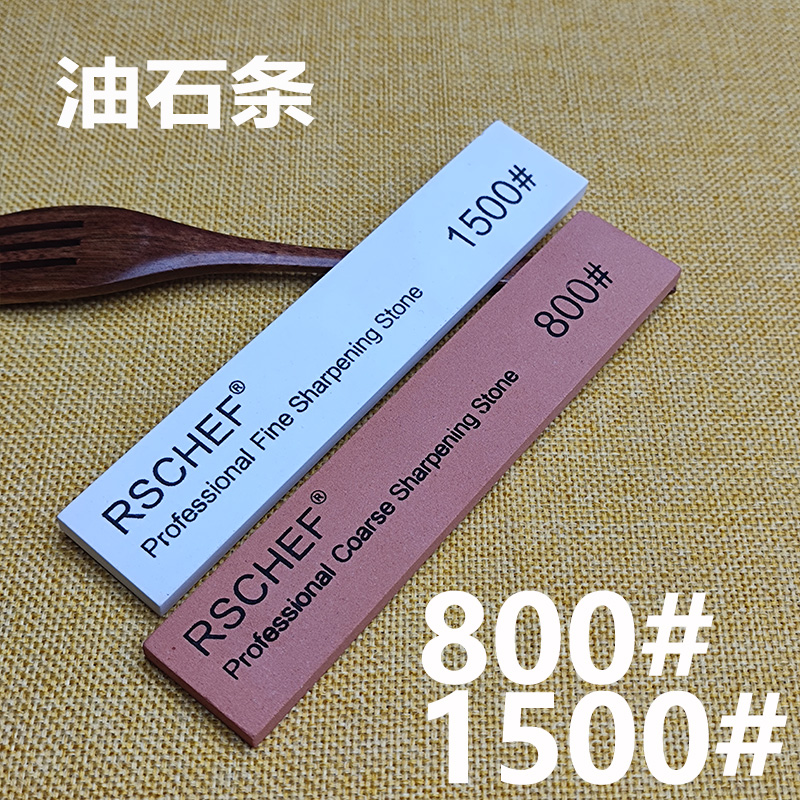 油石条
1500#
RSCHEF®
Professional Fine Sharpening Stone
800#
RSCHEF®
Professional Coarse Sharpening Stone
800#
1500#